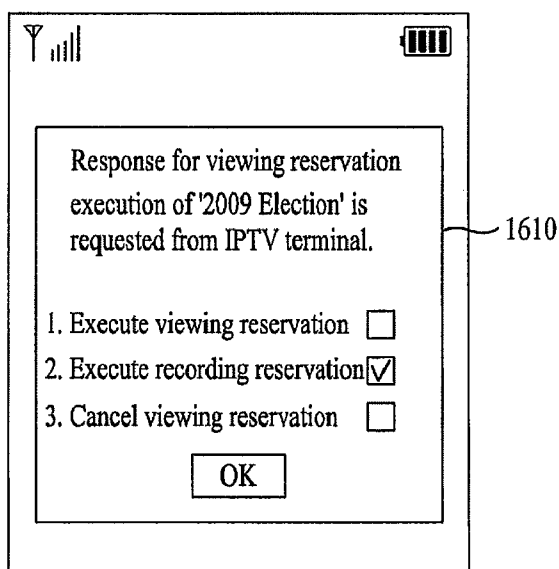 Response for viewing reservation
execution of '2009 Election' is
requested from IPTV terminal.
1610
1. Execute viewing reservation
2. Execute recording reservation
3. Cancel viewing reservation
OK